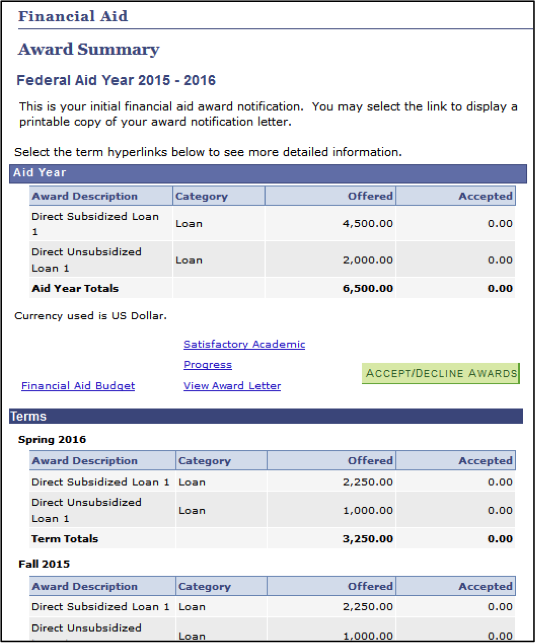 Financial Aid
Award Summary
Federal Aid Year 2015 - 2016
This is your initial financial aid award notification. You may select the link to display a
printable copy of your award notification letter.
Select the term hyperlinks below to see more detailed information.
Aid Year
Award Description Category Offered Accepted
Direct Subsidized Loan
1 Loan 4,500.00 0.00
Direct Unsubsidized
Loan 1 Loan 2,000.00 0.00
Aid Year Totals 6,500.00 0.00
Currency used is US Dollar.
Satisfactory Academic
Progress
ACCEPT/DECLINE AWARDS
Financial Aid Budget View Award Letter
Terms
Spring 2016
Award Description Category Offered Accepted
Direct Subsidized Loan 1 Loan 2,250.00 0.00
Direct Unsubsidized
Loan 1 Loan 1,000.00 0.00
Term Totals 3,250.00 0.00
Fall 2015
Award Description Category Offered Accepted
Direct Subsidized Loan 1 Loan 2,250.00 0.00
Direct Unsubsidized
Loan 1,000.00 0.00